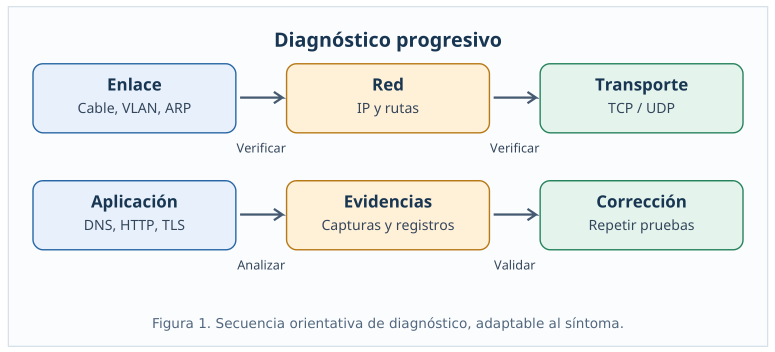 Diagnóstico progresivo
Enlace
Cable, VLAN, ARP
Red
IP y rutas
Transporte
TCP / UDP
Verificar
Verificar
Aplicación
DNS, HTTP, TLS
Evidencias
Capturas y registros
Corrección
Repetir pruebas
Analizar
Validar
Figura 1. Secuencia orientativa de diagnóstico, adaptable al síntoma.